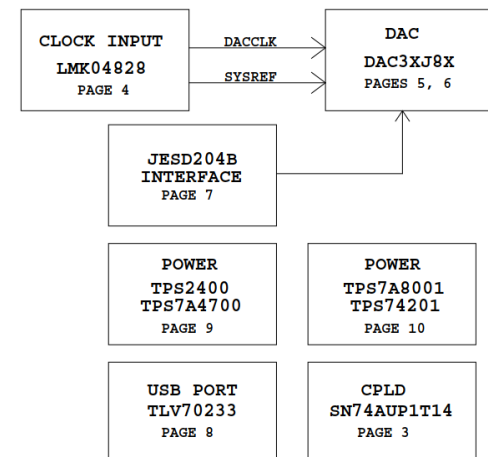 CLOCK INPUT
LMK04828
PAGE 4
DACCLK
SYSREF
DAC
DAC3XJ8X
PAGES 5, 6
JESD204B
INTERFACE
PAGE 7
POWER
TPS2400
TPS7A4700
PAGE 9
POWER
TPS7A8001
TPS74201
PAGE 10
USB PORT
TLV70233
PAGE 8
CPLD
SN74AUP1T14
PAGE 3